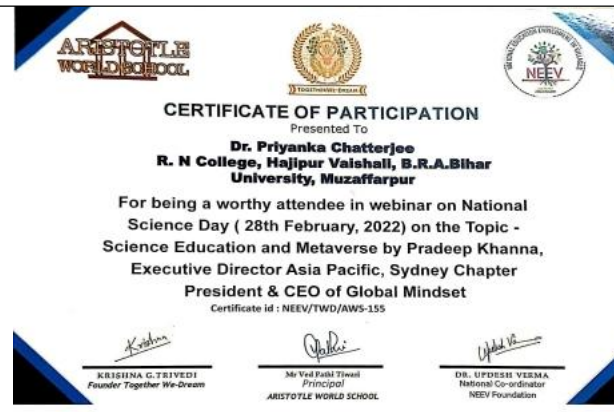 ARISTOTLE
WORLD SCHOOL
TOGETHER WE-DREAM
NEEV
CERTIFICATE OF PARTICIPATION
Presented To
Dr. Priyanka Chatterjee
R. N College, Hajipur Vaishali, B.R.A.Bihar
University, Muzaffarpur
For being a worthy attendee in webinar on National
Science Day ( 28th February, 2022) on the Topic -
Science Education and Metaverse by Pradeep Khanna,
Executive Director Asia Pacific, Sydney Chapter
President & CEO of Global Mindset
Certificate id : NEEV/TWD/AWS-155
Krishna
KRISHNA G.TRIVEDI
Founder Together We-Dream
Mr Ved Pathi Tiwari
Principal
ARISTOTLE WORLD SCHOOL
DR. UPDESH VERMA
National Co-ordinator
NEEV Foundation